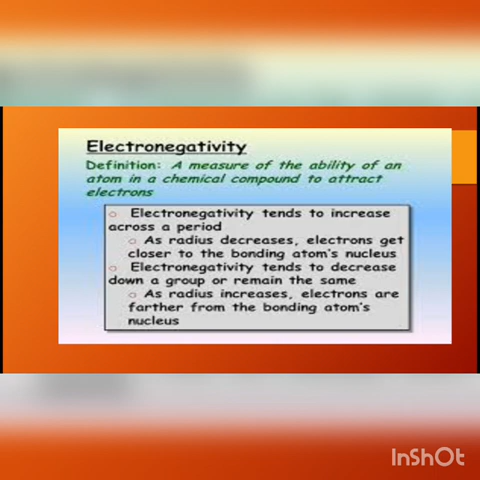 Electronegativity
Definition: A measure of the ability of an
atom in a chemical compound to attract
electrons
o Electronegativity tends to increase
across a period
o As radius decreases, electrons get
closer to the bonding atom's nucleus
o Electronegativity tends to decrease
down a group or remain the same
o As radius increases, electrons are
farther from the bonding atom's
nucleus
InShOt